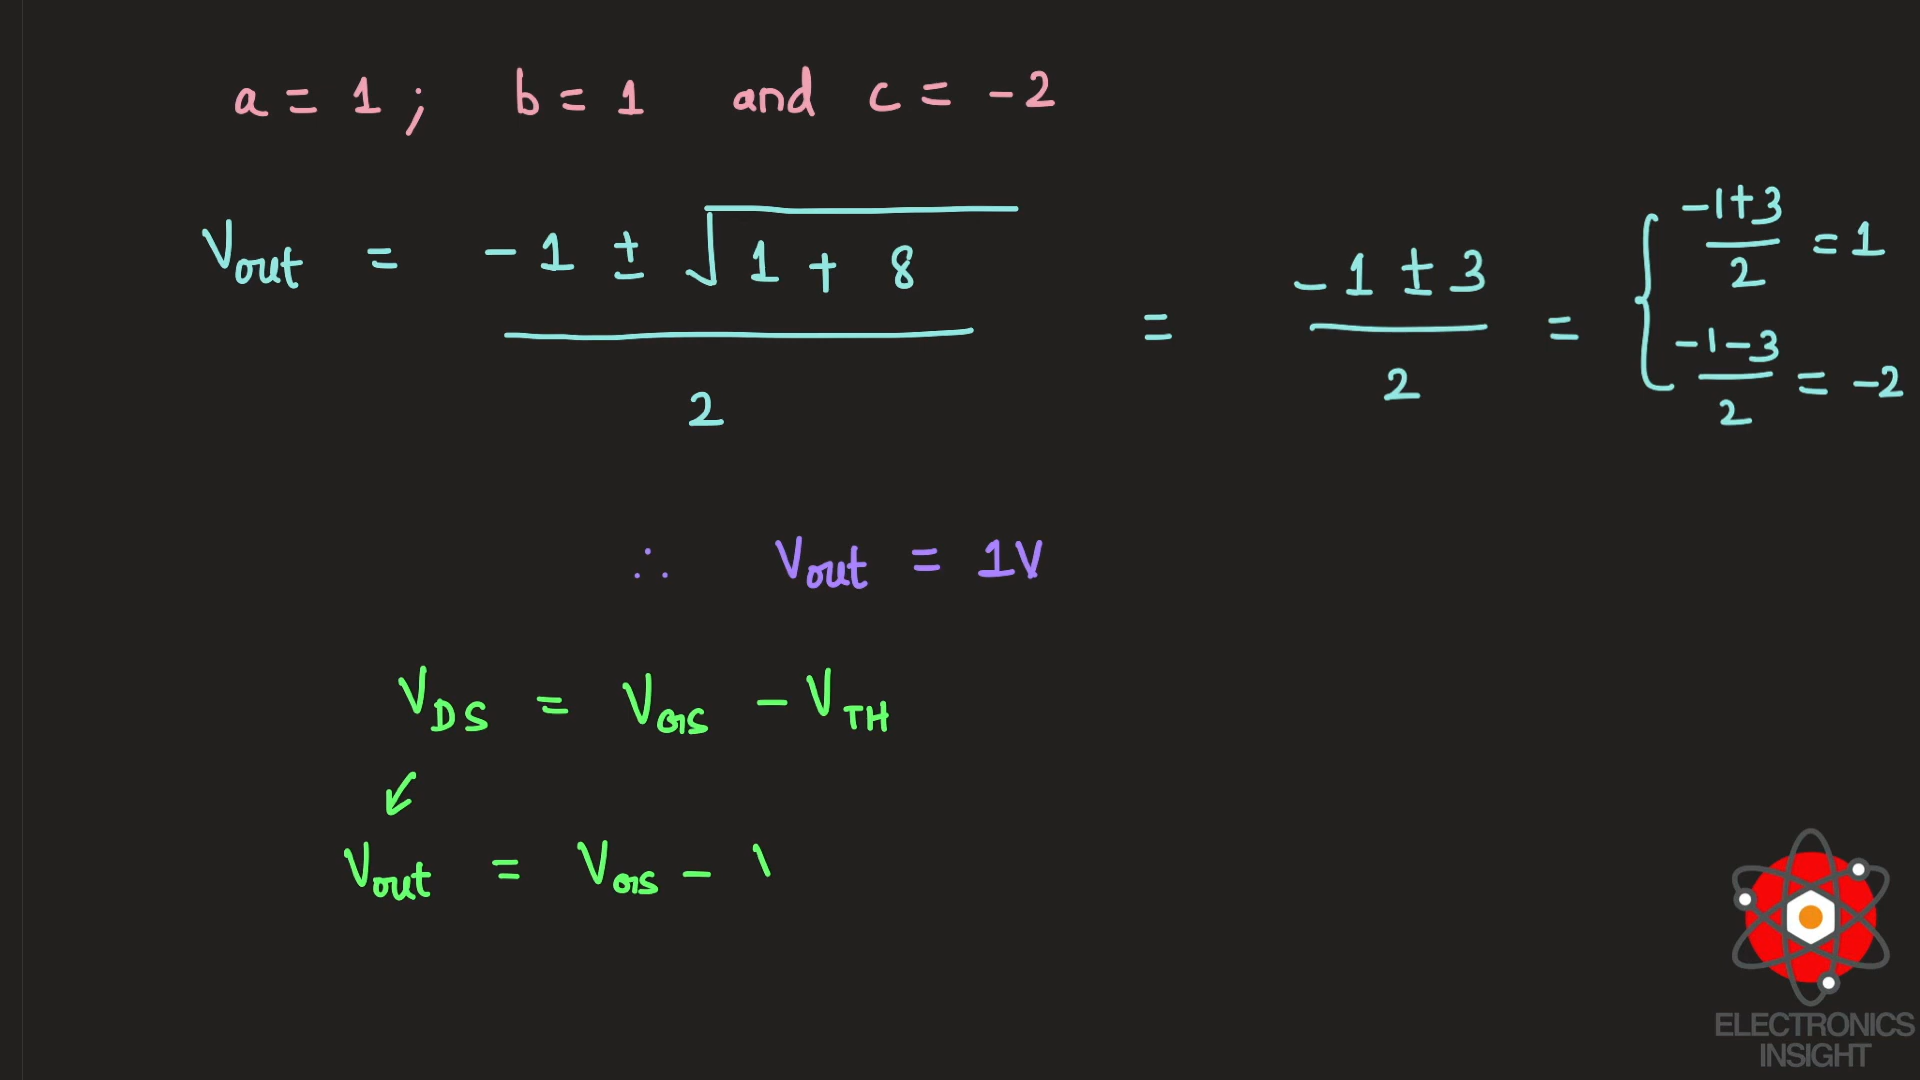 a = 1 ; b = 1 and c = -2
Vout = (-1 ± √(1 + 8)) / 2 = (-1 ± 3) / 2 = { (-1+3)/2 = 1
(-1-3)/2 = -2
∴ Vout = 1V
VDS = VGS - VTH
↙
Vout = VGS - \
ELECTRONICS
INSIGHT